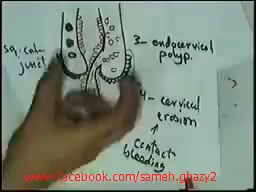 sq.col.
junct
3- endocervical
polyp.
4- cervical
erosion
contact
bleeding
www.facebook.com/sameh.ghazy2